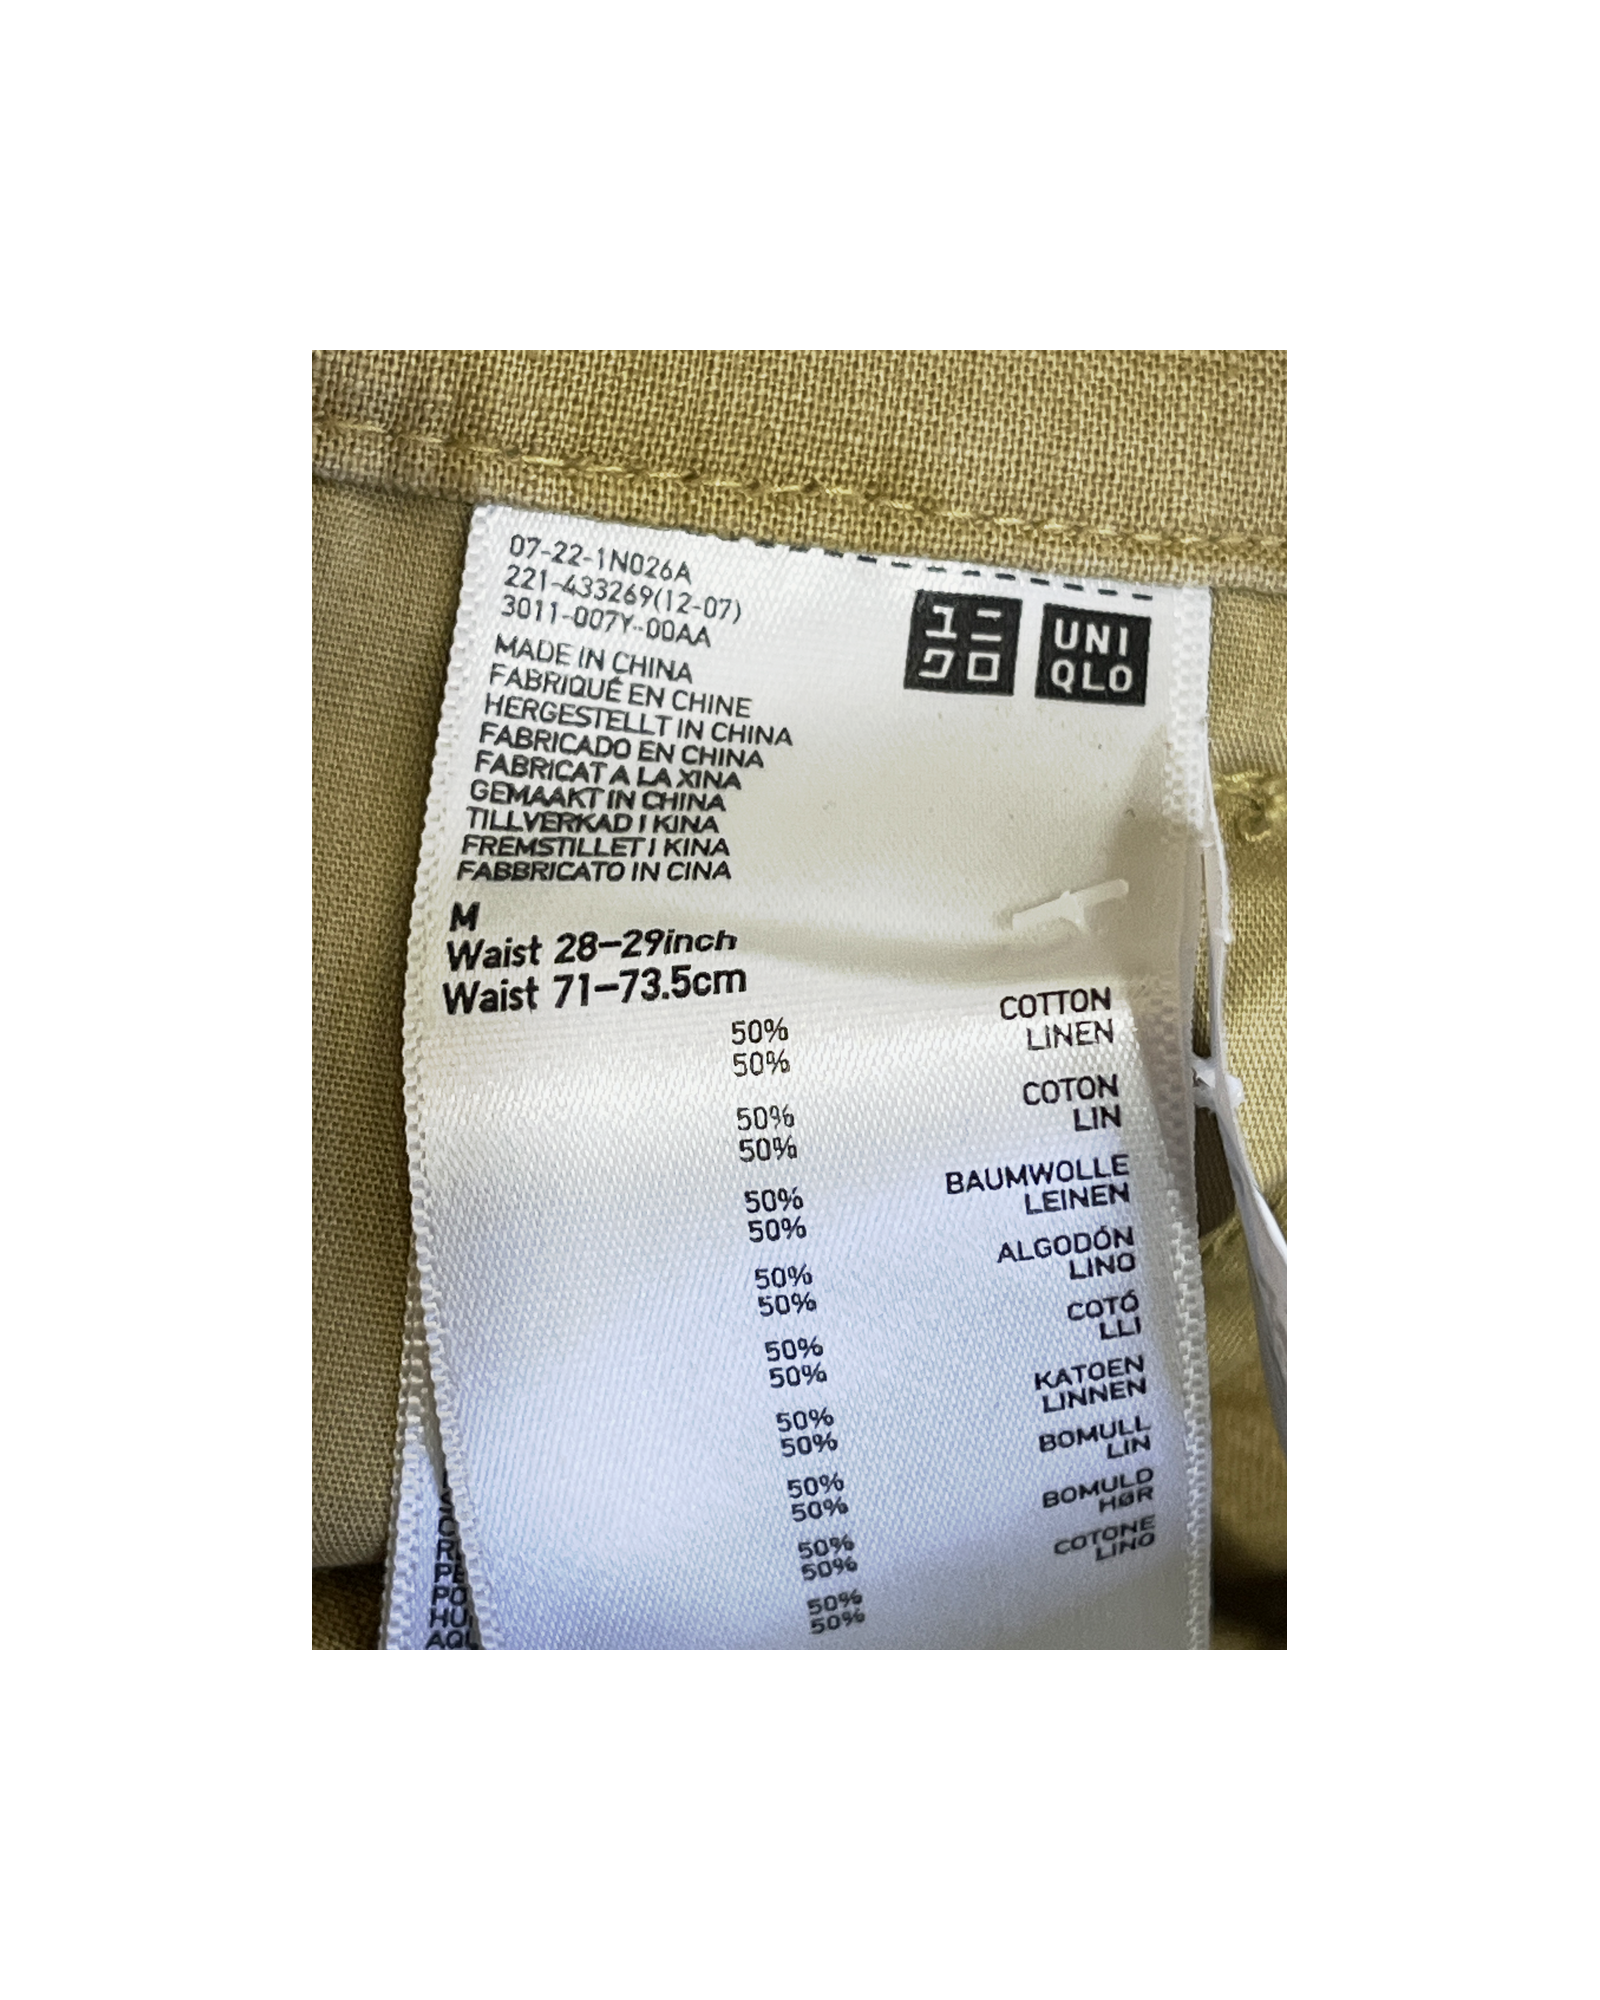 07-22-1N026A
221-433269(12-07)
3011-007Y-00AA
ユニ
クロ
UNI
QLO
MADE IN CHINA
FABRIQUÉ EN CHINE
HERGESTELLT IN CHINA
FABRICADO EN CHINA
FABRICAT A LA XINA
GEMAAKT IN CHINA
TILLVERKAD I KINA
FREMSTILLET I KINA
FABBRICATO IN CINA
M
Waist 28-29inch
Waist 71-73.5cm
50% COTTON
50% LINEN
50% COTON
50% LIN
50% BAUMWOLLE
50% LEINEN
50% ALGODÓN
50% LINO
50% COTÓ
50% LLI
50% KATOEN
50% LINNEN
50% BOMULL
50% LIN
50% BOMULD
50% HØR
50% COTONE
50% LINO